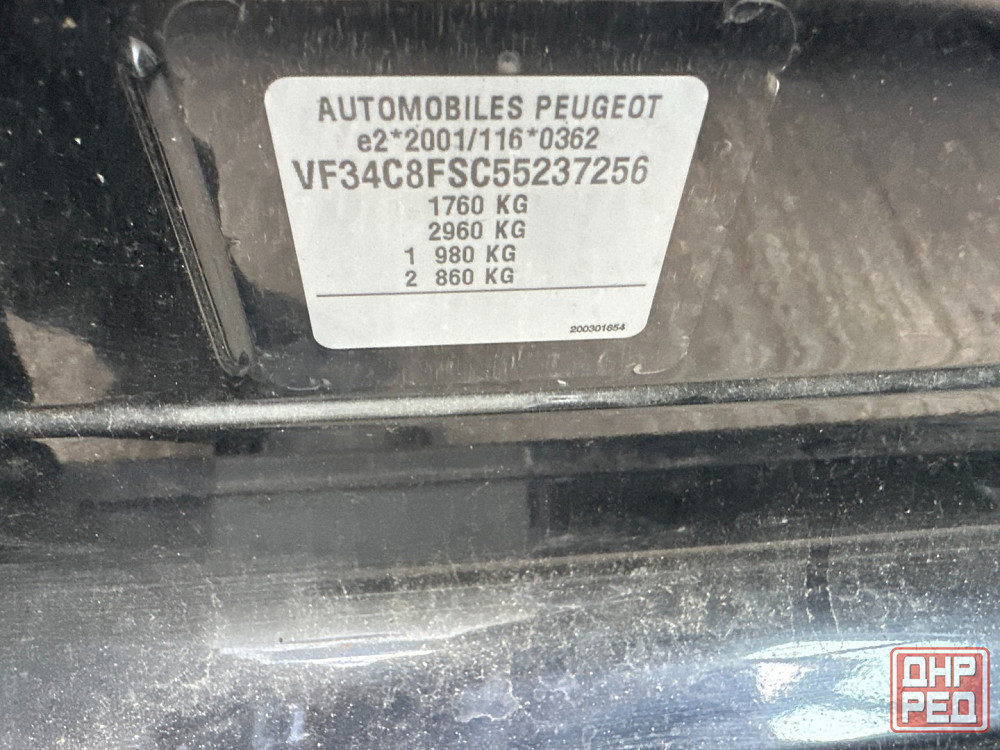 AUTOMOBILES PEUGEOT
e2*2001/116*0362
VF34C8FSC55237256
1760 KG
2960 KG
1 980 KG
2 860 KG
200301654
ДНР
РЕД